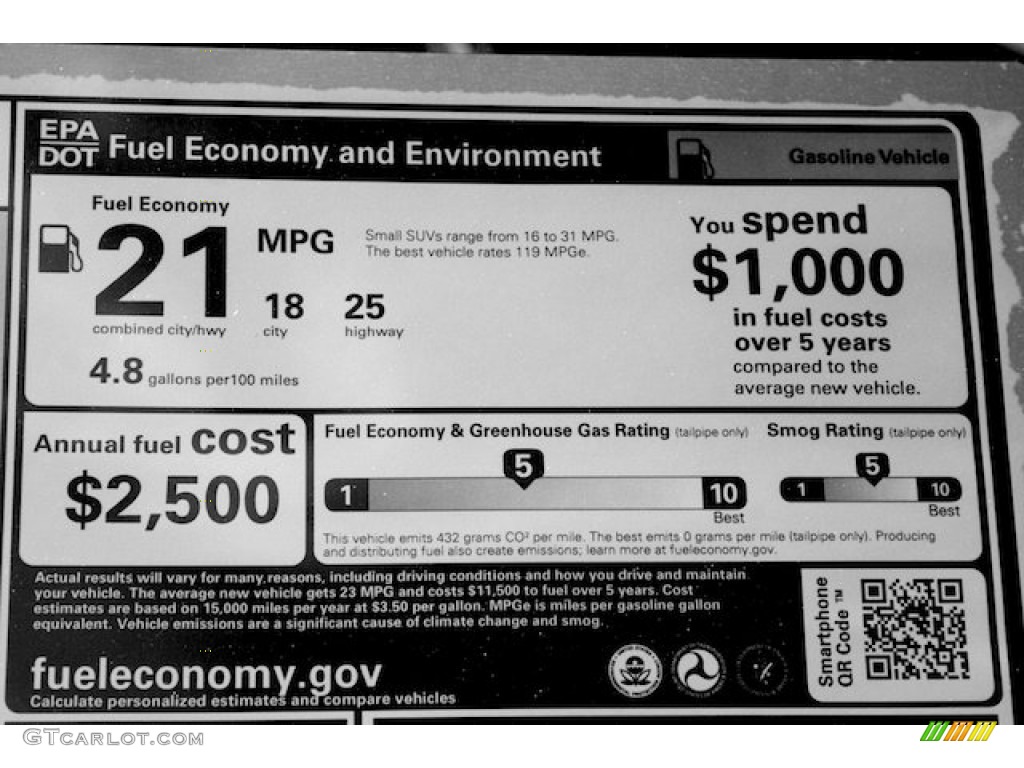 EPA
DOT Fuel Economy and Environment
Gasoline Vehicle
Fuel Economy
21 MPG
Small SUVs range from 16 to 31 MPG.
The best vehicle rates 119 MPGe.
combined city/hwy
18
city
25
highway
4.8 gallons per100 miles
You spend
$1,000
in fuel costs
over 5 years
compared to the
average new vehicle.
Annual fuel cost
$2,500
Fuel Economy & Greenhouse Gas Rating (tailpipe only)
5
1
10
Best
Smog Rating (tailpipe only)
5
1
10
Best
This vehicle emits 432 grams CO² per mile. The best emits 0 grams per mile (tailpipe only). Producing
and distributing fuel also create emissions; learn more at fueleconomy.gov.
Actual results will vary for many reasons, including driving conditions and how you drive and maintain
your vehicle. The average new vehicle gets 23 MPG and costs $11,500 to fuel over 5 years. Cost
estimates are based on 15,000 miles per year at $3.50 per gallon. MPGe is miles per gasoline gallon
equivalent. Vehicle emissions are a significant cause of climate change and smog.
fueleconomy.gov
Calculate personalized estimates and compare vehicles
Smartphone
QR Code ™
GTCARLOT.COM